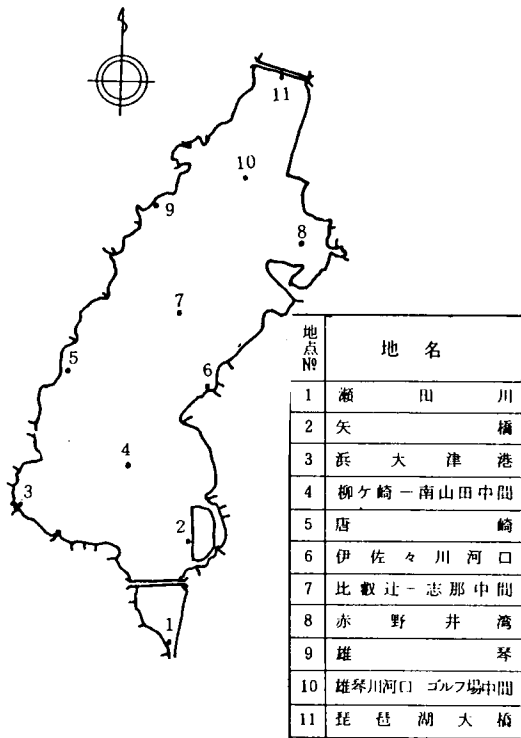 11
10
9
8
7
5
6
4
3
2
1
地点№ 地名
1 瀬田川
2 矢橋
3 浜大津港
4 柳ケ崎－南山田中間
5 唐崎
6 伊佐々川河口
7 比叡辻－志那中間
8 赤野井湾
9 雄琴
10 雄琴川河口 ゴルフ場中間
11 琵琶湖大橋